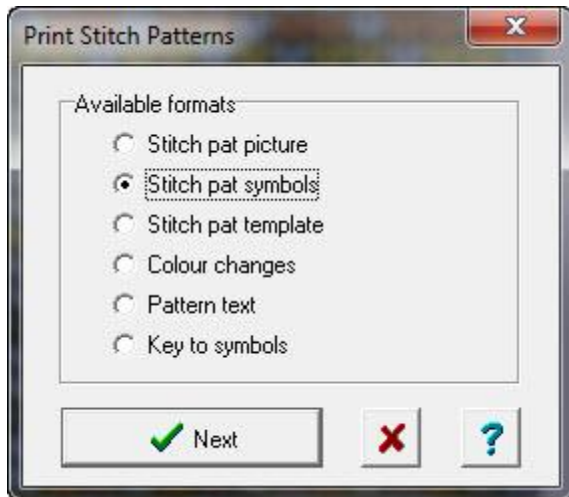 Print Stitch Patterns
Available formats
Stitch pat picture
Stitch pat symbols
Stitch pat template
Colour changes
Pattern text
Key to symbols
Next